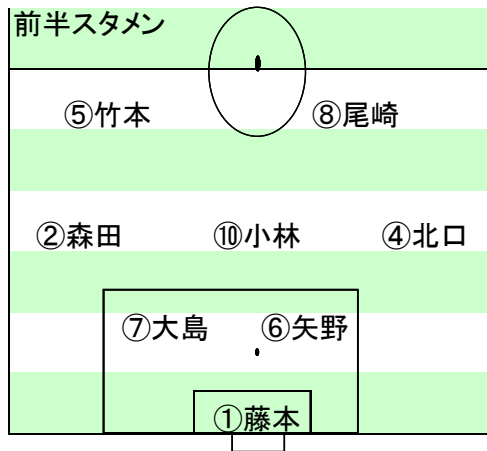 前半スタメン
⑤竹本 ⑧尾崎
②森田 ⑩小林 ④北口
⑦大島 ⑥矢野
①藤本